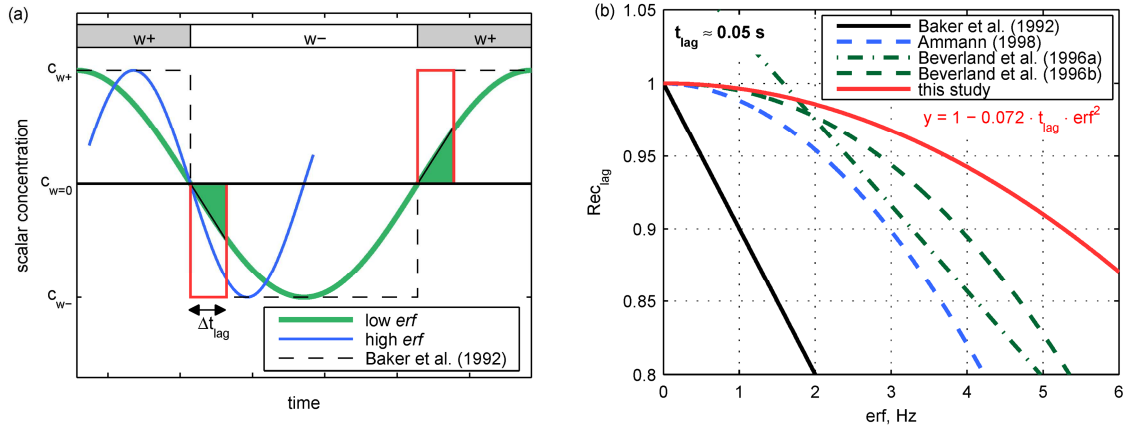 (a)
w+ w− w+
c_w+
c_w=0
c_w−
scalar concentration
Δt_lag
low erf
high erf
Baker et al. (1992)
time
(b)
1.05
1
0.95
0.9
0.85
0.8
Rec_lag
t_lag ≈ 0.05 s
Baker et al. (1992)
Ammann (1998)
Beverland et al. (1996a)
Beverland et al. (1996b)
this study
y = 1 − 0.072 · t_lag · erf²
0 1 2 3 4 5 6
erf, Hz